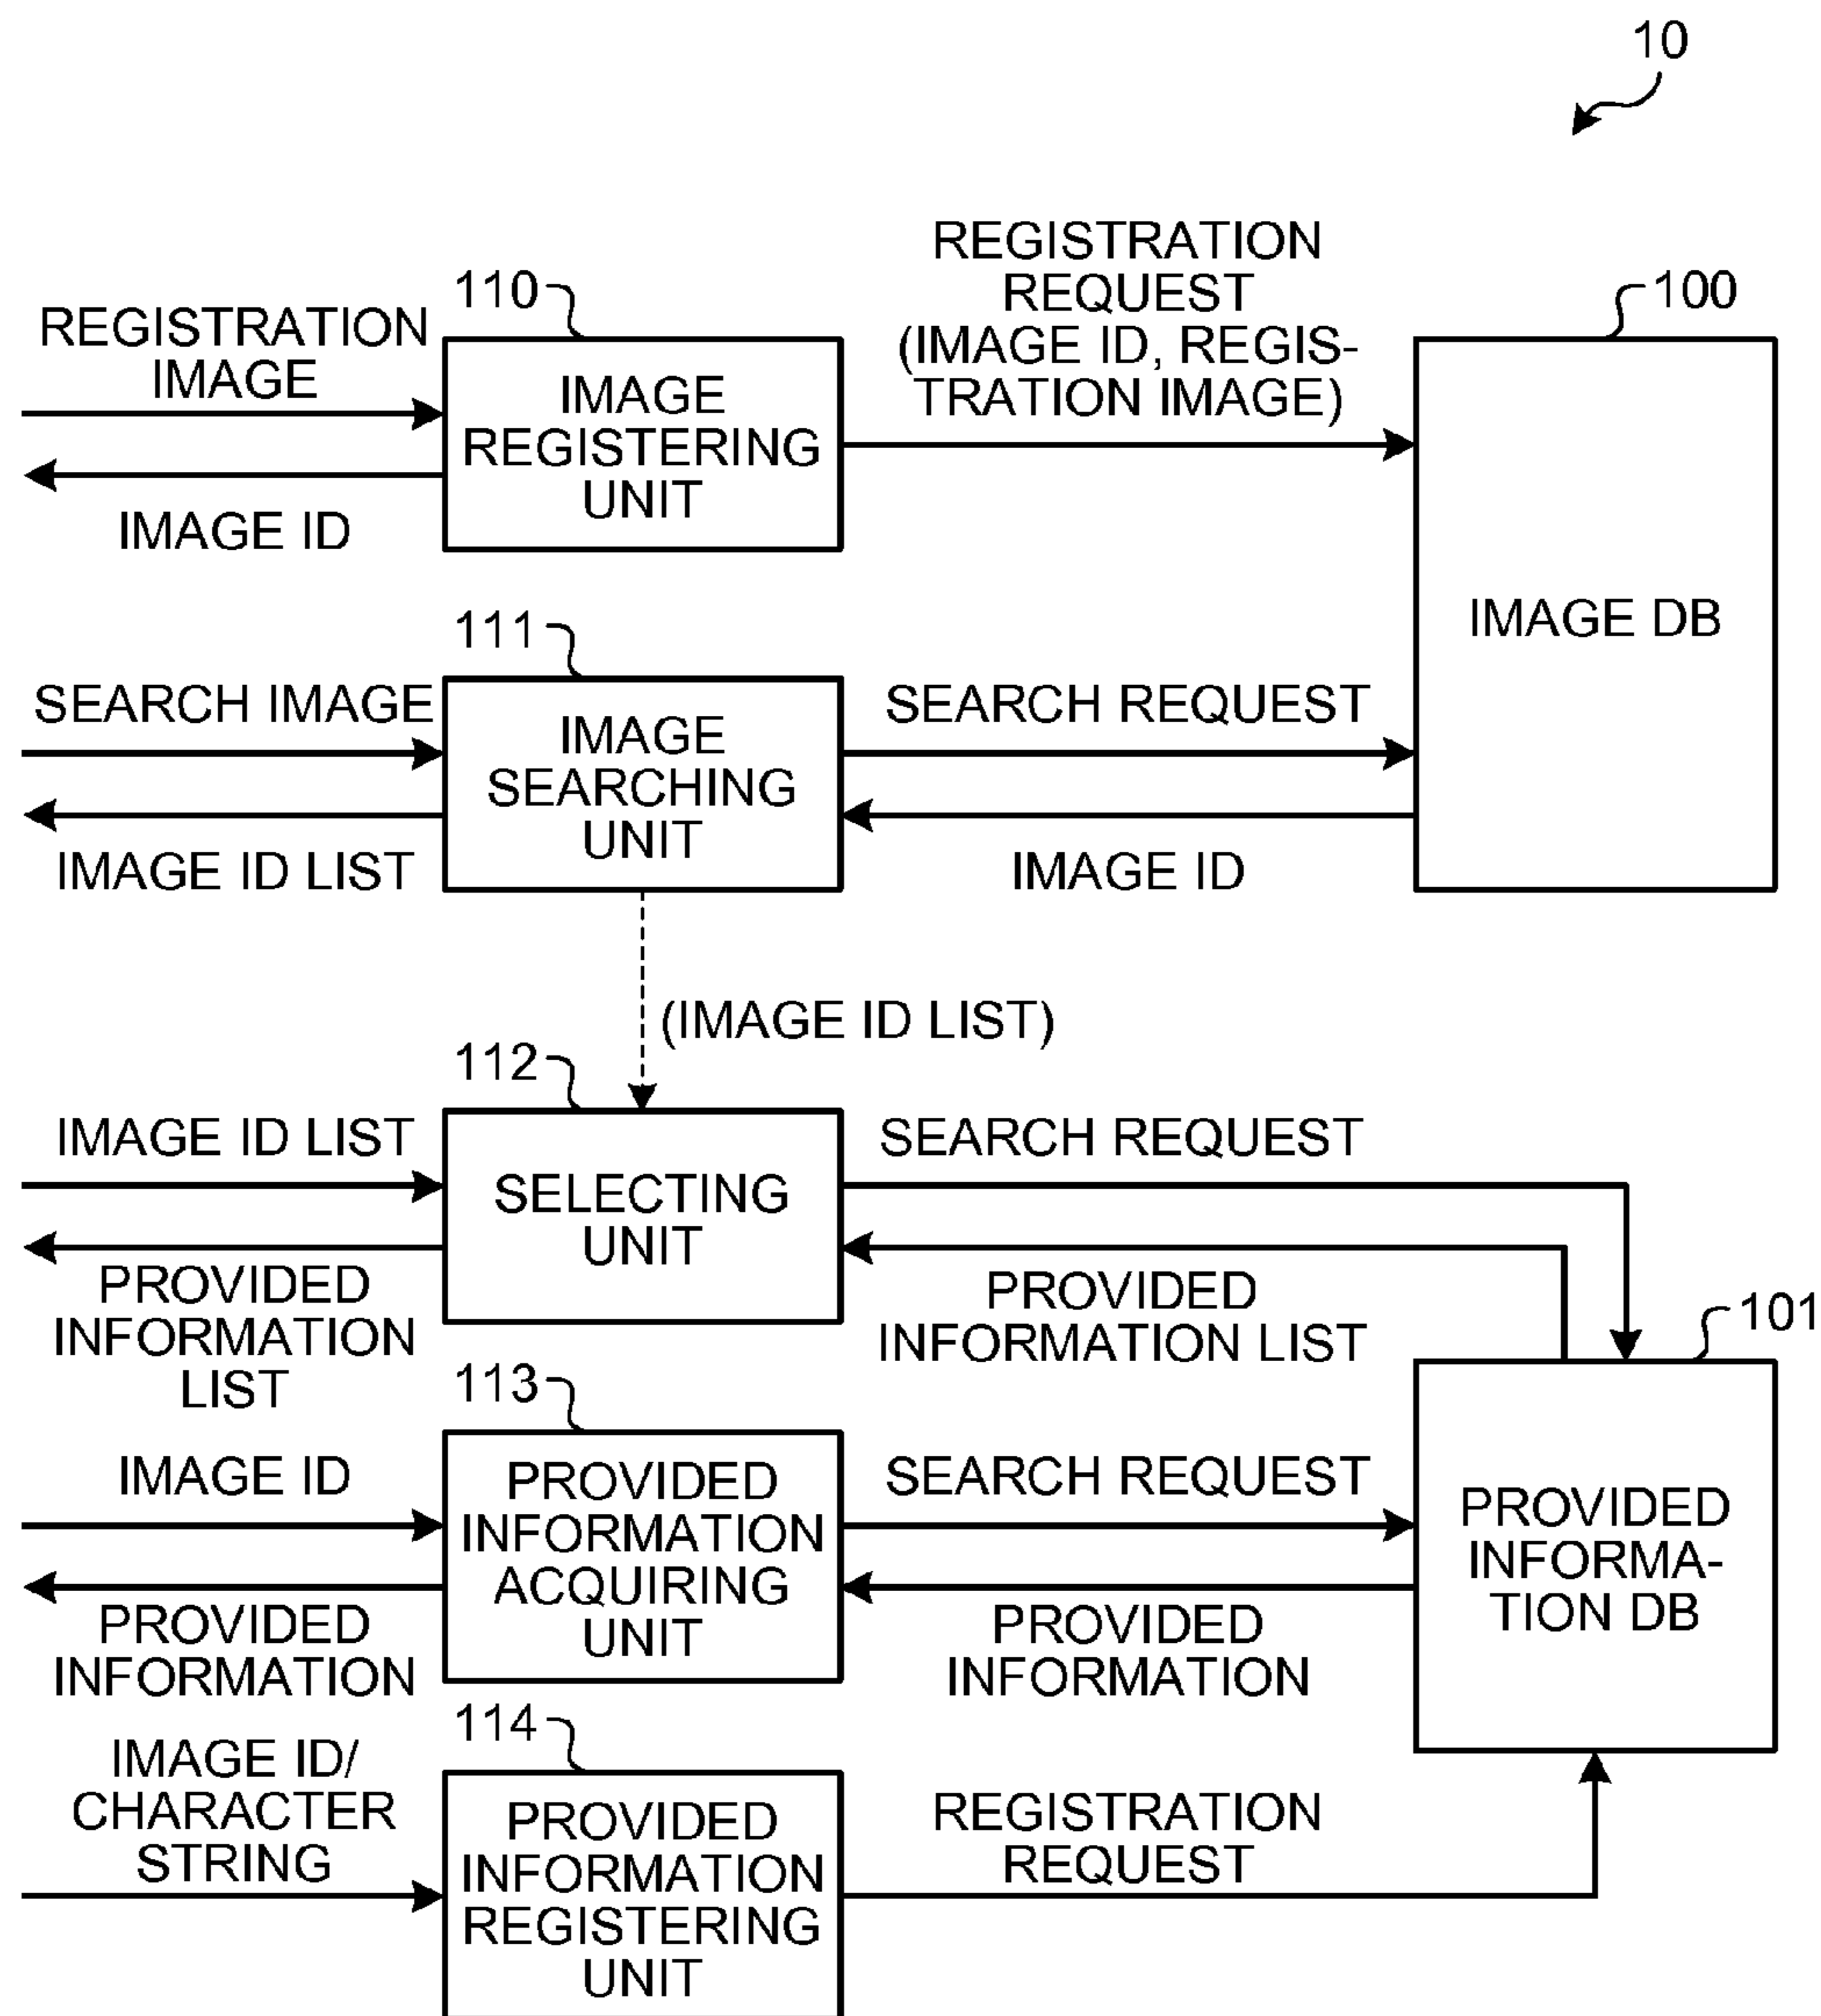 10
REGISTRATION
REQUEST
(IMAGE ID, REGIS-
TRATION IMAGE)
110
100
REGISTRATION
IMAGE
IMAGE
REGISTERING
UNIT
IMAGE ID
IMAGE DB
111
SEARCH IMAGE
IMAGE
SEARCHING
UNIT
SEARCH REQUEST
IMAGE ID LIST
IMAGE ID
(IMAGE ID LIST)
112
IMAGE ID LIST
SELECTING
UNIT
SEARCH REQUEST
PROVIDED
INFORMATION
LIST
PROVIDED
INFORMATION LIST
101
113
IMAGE ID
PROVIDED
INFORMATION
ACQUIRING
UNIT
SEARCH REQUEST
PROVIDED
INFORMA-
TION DB
PROVIDED
INFORMATION
PROVIDED
INFORMATION
114
IMAGE ID/
CHARACTER
STRING
PROVIDED
INFORMATION
REGISTERING
UNIT
REGISTRATION
REQUEST